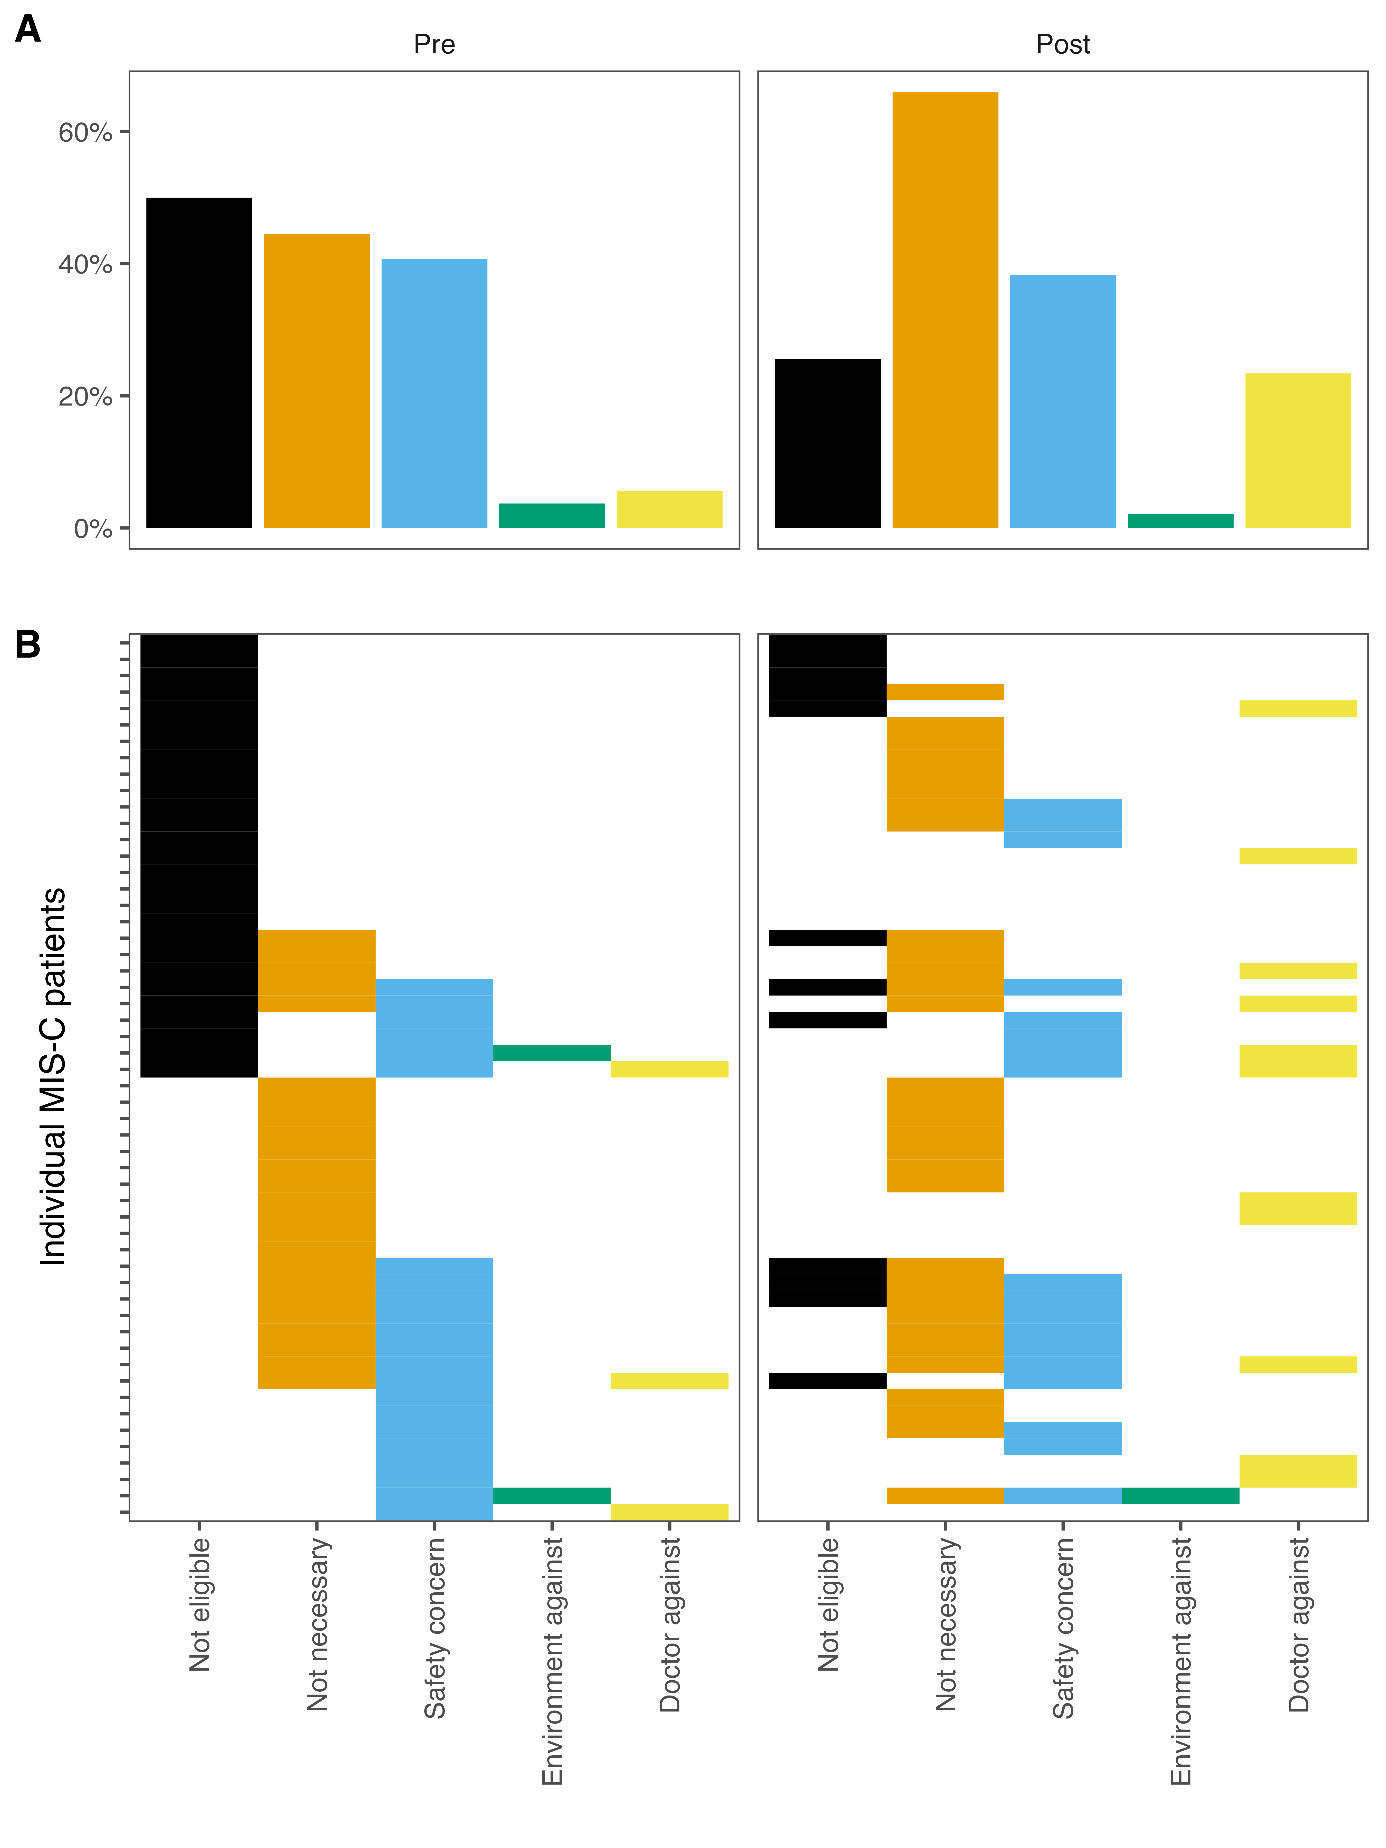 A
Pre
Post
60%
40%
20%
0%
B
Individual MIS-C patients
Not eligible
Not necessary
Safety concern
Environment against
Doctor against
Not eligible
Not necessary
Safety concern
Environment against
Doctor against